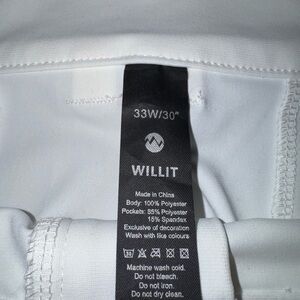 33W/30"
WILLIT
Made in China
Body: 100% Polyester
Pockets: 85% Polyester
15% Spandex
Exclusive of decoration
Wash with like colours
Machine wash cold.
Do not bleach.
Do not iron.
Do not dry clean.